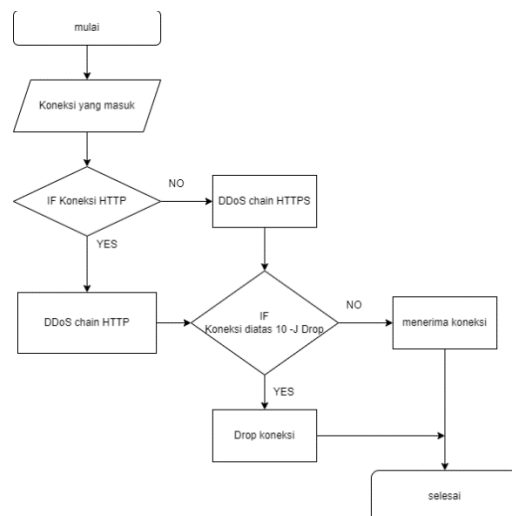 mulai
Koneksi yang masuk
IF Koneksi HTTP
NO
DDoS chain HTTPS
YES
DDoS chain HTTP
IF
Koneksi diatas 10 -J Drop
NO
menerima koneksi
YES
Drop koneksi
selesai